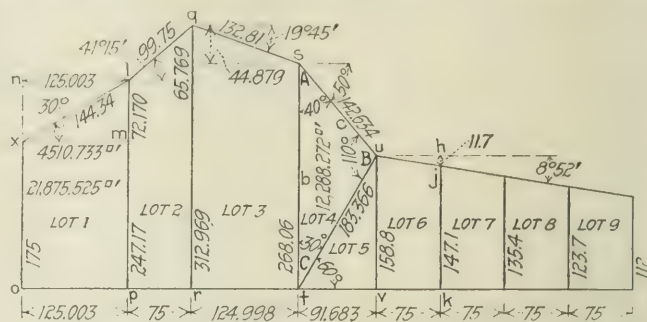 q
41°15'
99.75
132.81
19°45'
n
125.003
l
65.769
44.879
s
A
50°
30°
144.34
72.170
40°
c
142.634
x
m
4510.733□'
110°
u
h
11.7
B
j
8°52'
21.875.525□'
12.288.272□'
b
183.366
LOT 1
LOT 2
LOT 3
LOT 4
LOT 5
LOT 6
LOT 7
LOT 8
LOT 9
175
247.17
312.969
268.06
30°
C
60°
158.8
147.1
135.4
123.7
112
o
p
r
t
v
k
125.003
75
124.998
91.683
75
75
75
75